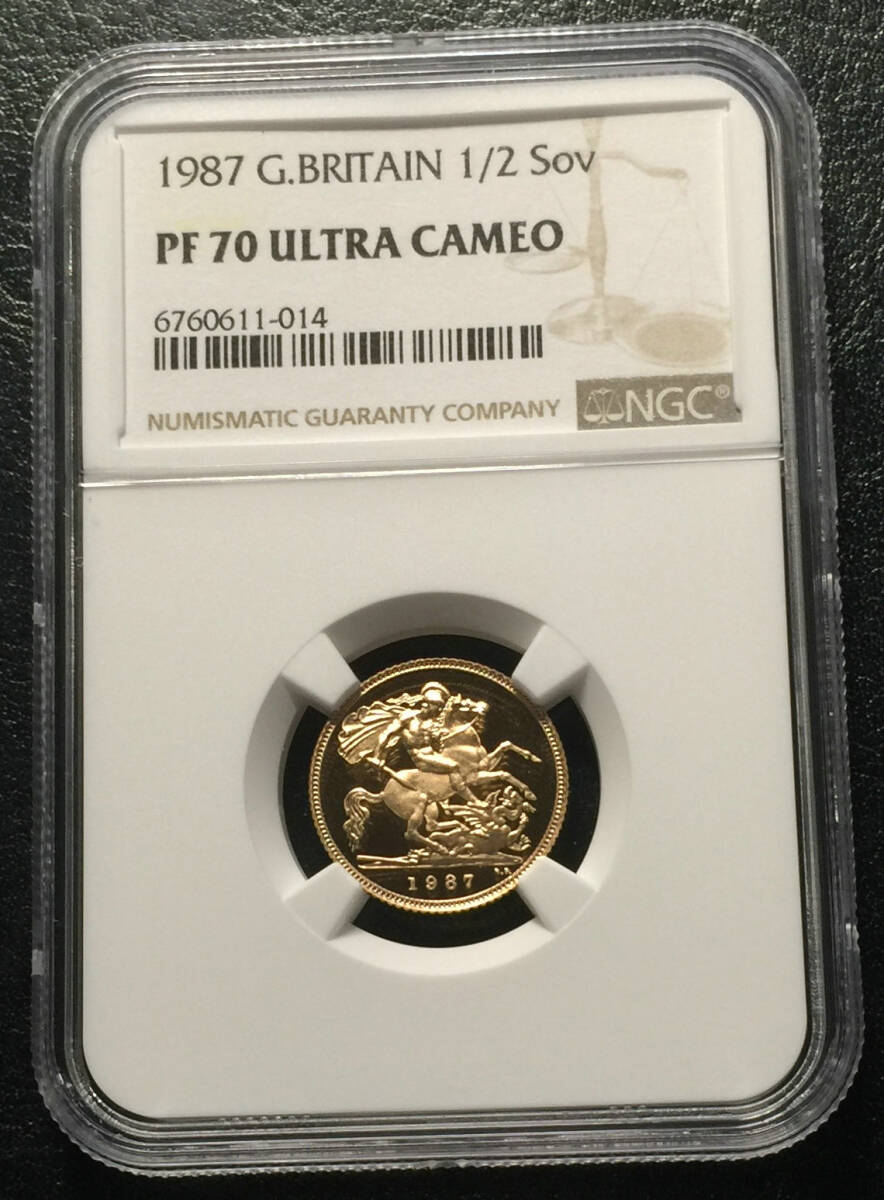 1987 G.BRITAIN 1/2 Sov
PF 70 ULTRA CAMEO
6760611-014
NUMISMATIC GUARANTY COMPANY
NGC®
1987